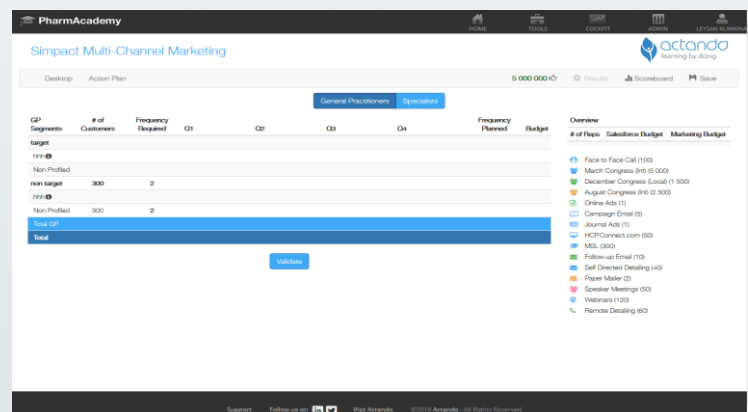 PharmAcademy
HOME
TOOLS
COCKPIT
ADMIN
LEYSAN KLIMKINA
Simpact Multi-Channel Marketing
actando
learning by doing
Desktop Action Plan
5 000 000
Results
Scoreboard
Save
General Practitioners Specialists
GP Segments # of Customers Frequency Required Q1 Q2 Q3 Q4 Frequency Planned Budget
target
hhh
Non Profiled
non target 300 2
hhh
Non Profiled 300 2
Total GP
Total
Validate
Overview
# of Reps Salesforce Budget Marketing Budget
Face to Face Call (100)
March Congress (Int) (5 000)
December Congress (Local) (1 500)
August Congress (Int) (2 500)
Online Ads (1)
Campaign Email (5)
Journal Ads (1)
HCPConnect.com (50)
MSL (300)
Follow-up Email (10)
Self Directed Detailing (40)
Paper Mailer (2)
Speaker Meetings (50)
Webinars (120)
Remote Detailing (60)
Support Follow us on Visit Actando ©2018 Actando - All Rights Reserved.